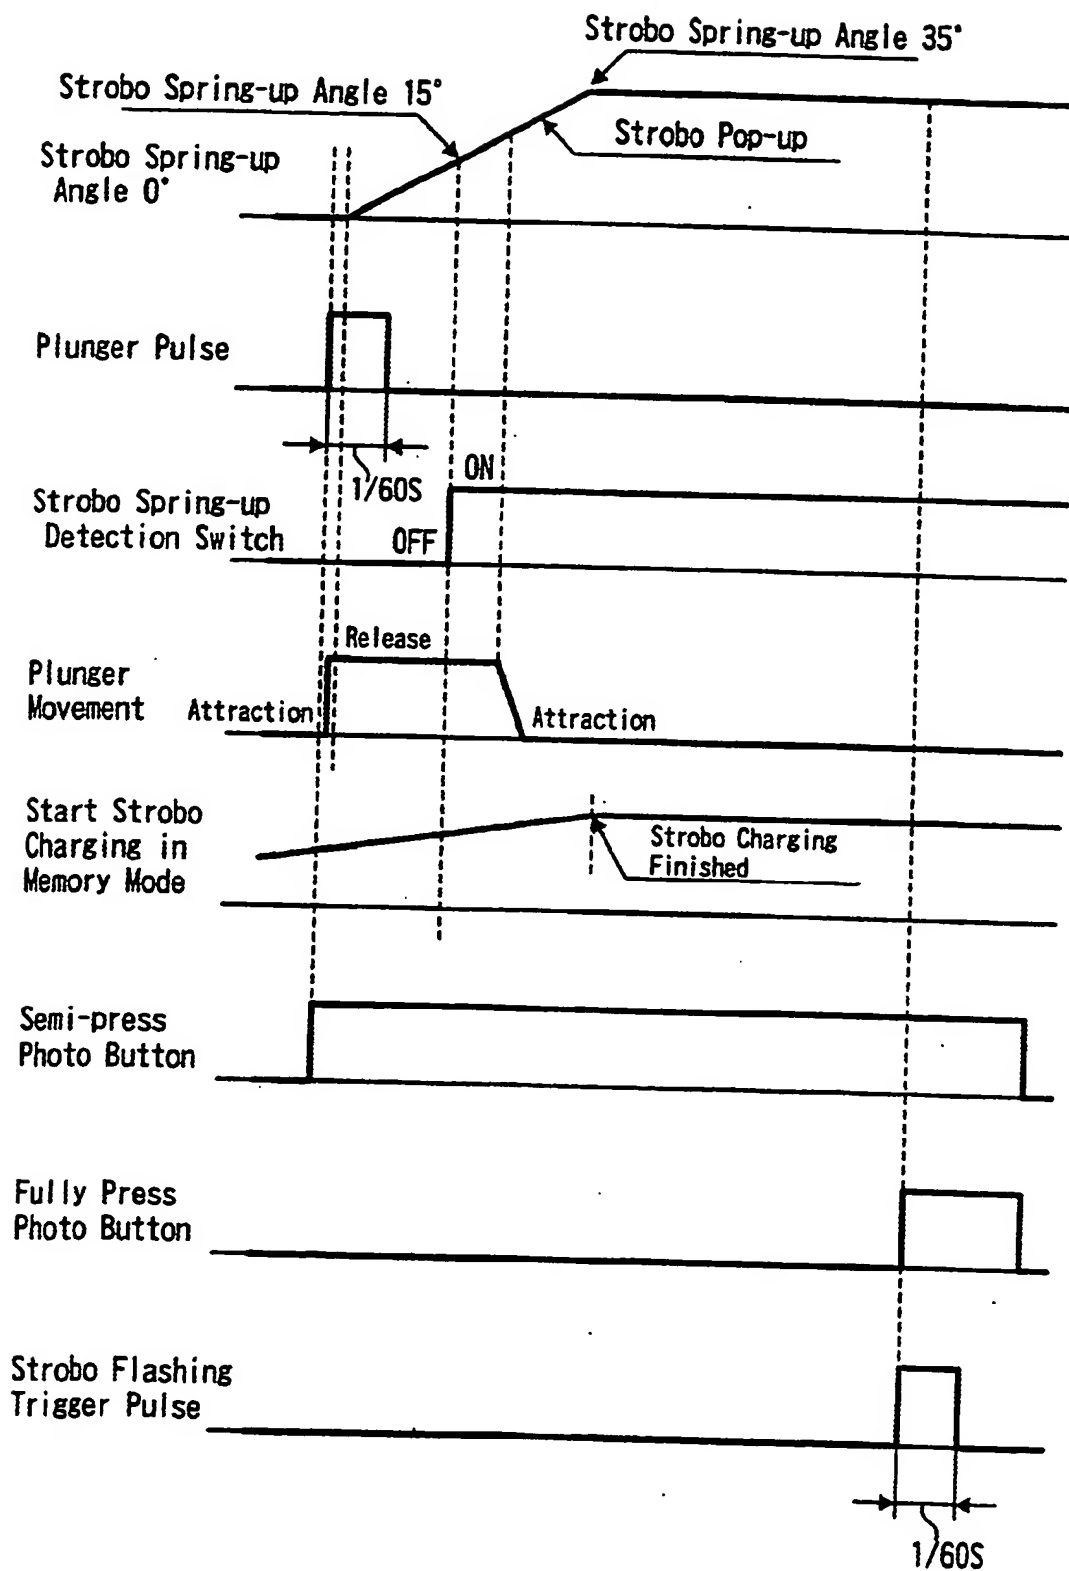 Strobo Spring-up Angle 35°
Strobo Spring-up Angle 15°
Strobo Pop-up
Strobo Spring-up
Angle 0°
Plunger Pulse
1/60S
ON
Strobo Spring-up
Detection Switch
OFF
Release
Plunger
Movement
Attraction
Attraction
Start Strobo
Charging in
Memory Mode
Strobo Charging
Finished
Semi-press
Photo Button
Fully Press
Photo Button
Strobo Flashing
Trigger Pulse
1/60S